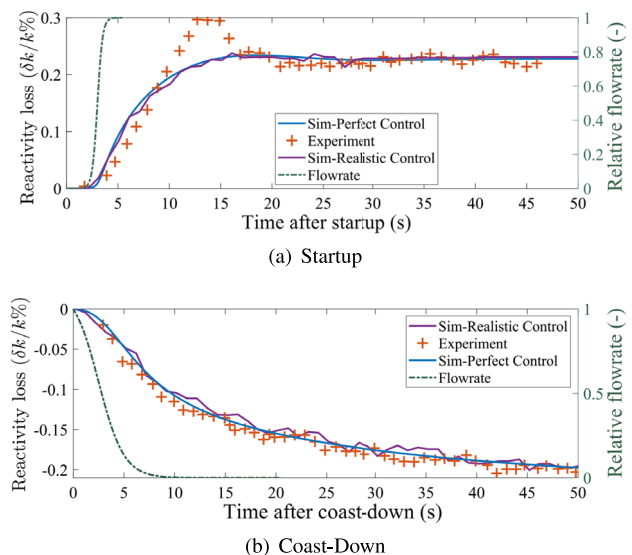 0.3
0.2
0.1
0
Reactivity loss (δk/k%)
1
0.8
0.6
0.4
0.2
0
Relative flowrate (-)
Sim-Perfect Control
Experiment
Sim-Realistic Control
Flowrate
0 5 10 15 20 25 30 35 40 45 50
Time after startup (s)
(a) Startup
0
-0.05
-0.1
-0.15
-0.2
Reactivity loss (δk/k%)
1
0.5
0
Relative flowrate (-)
Sim-Realistic Control
Experiment
Sim-Perfect Control
Flowrate
0 5 10 15 20 25 30 35 40 45 50
Time after coast-down (s)
(b) Coast-Down